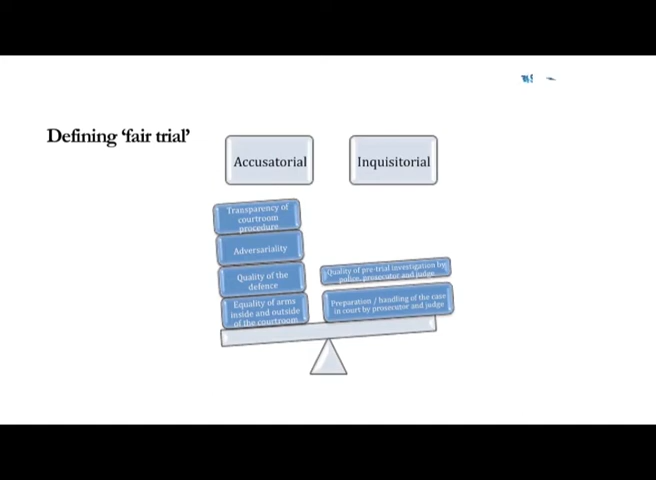 Defining ‘fair trial’
Accusatorial
Inquisitorial
Transparency of
courtroom
procedure
Adversariality
Quality of the
defence
Equality of arms
inside and outside
of the courtroom
Quality of pre-trial investigation by
police, prosecutor and judge
Preparation / handling of the case
in court by prosecutor and judge